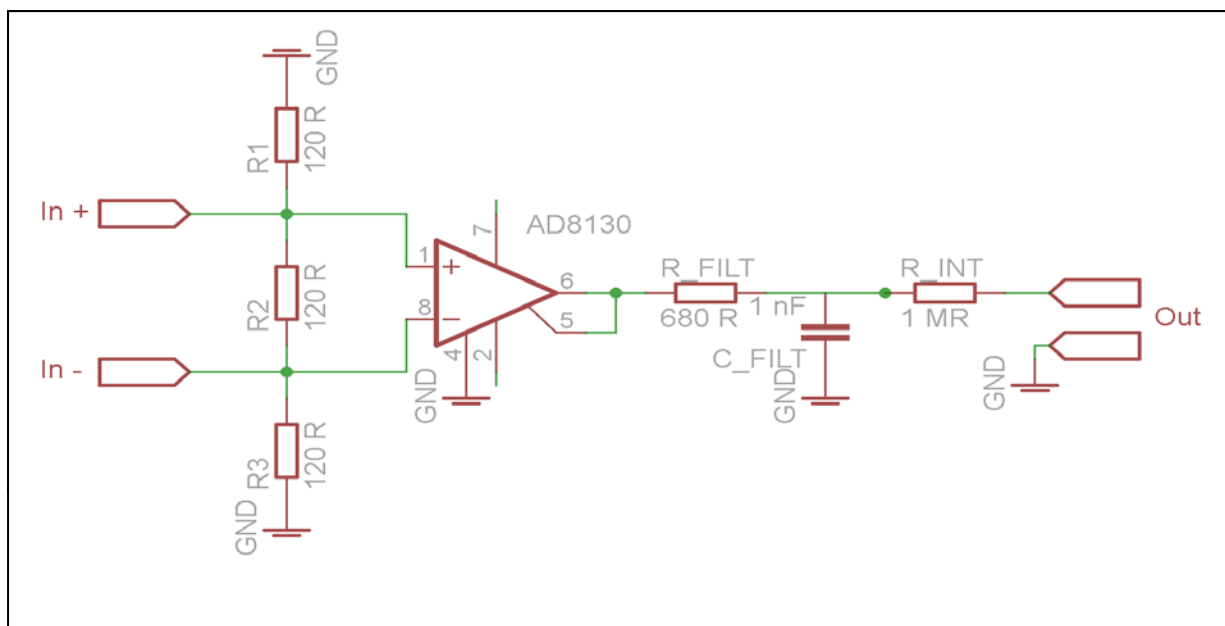 GND
R1
120 R
In +
R2
120 R
In -
R3
120 R
GND
1
8
+
−
7
4
2
GND
AD8130
6
5
R_FILT
680 R
1 nF
C_FILT
GND
R_INT
1 MR
Out
GND